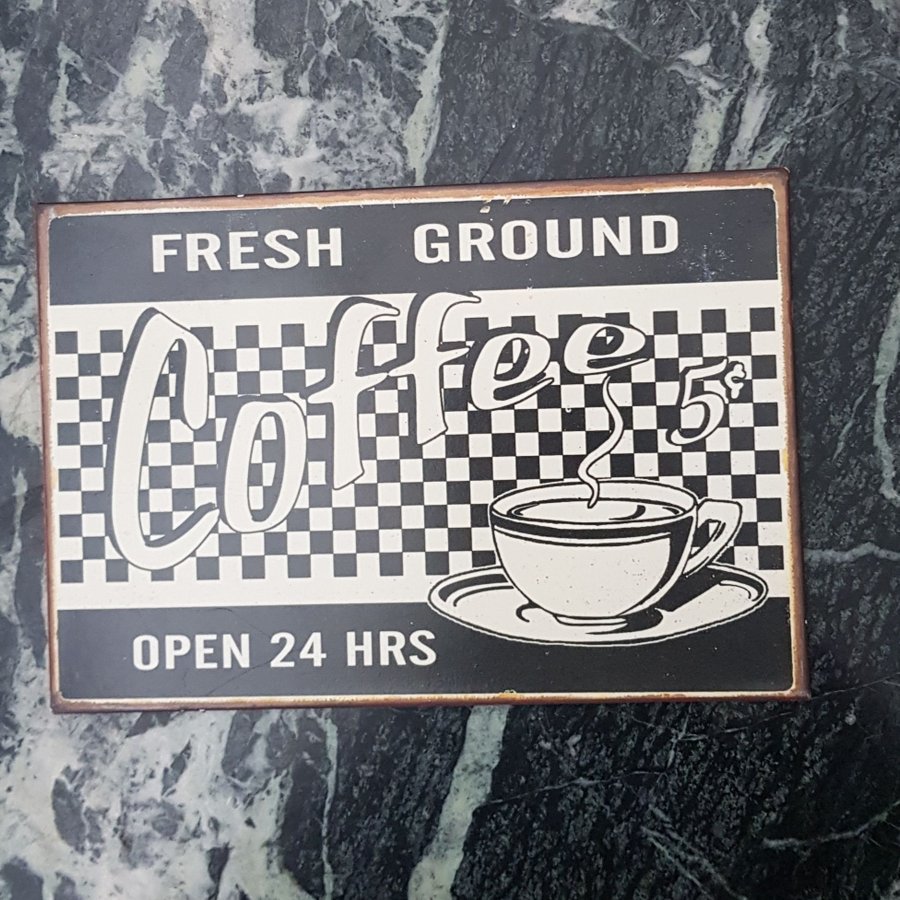 FRESH GROUND
Coffee
5¢
OPEN 24 HRS